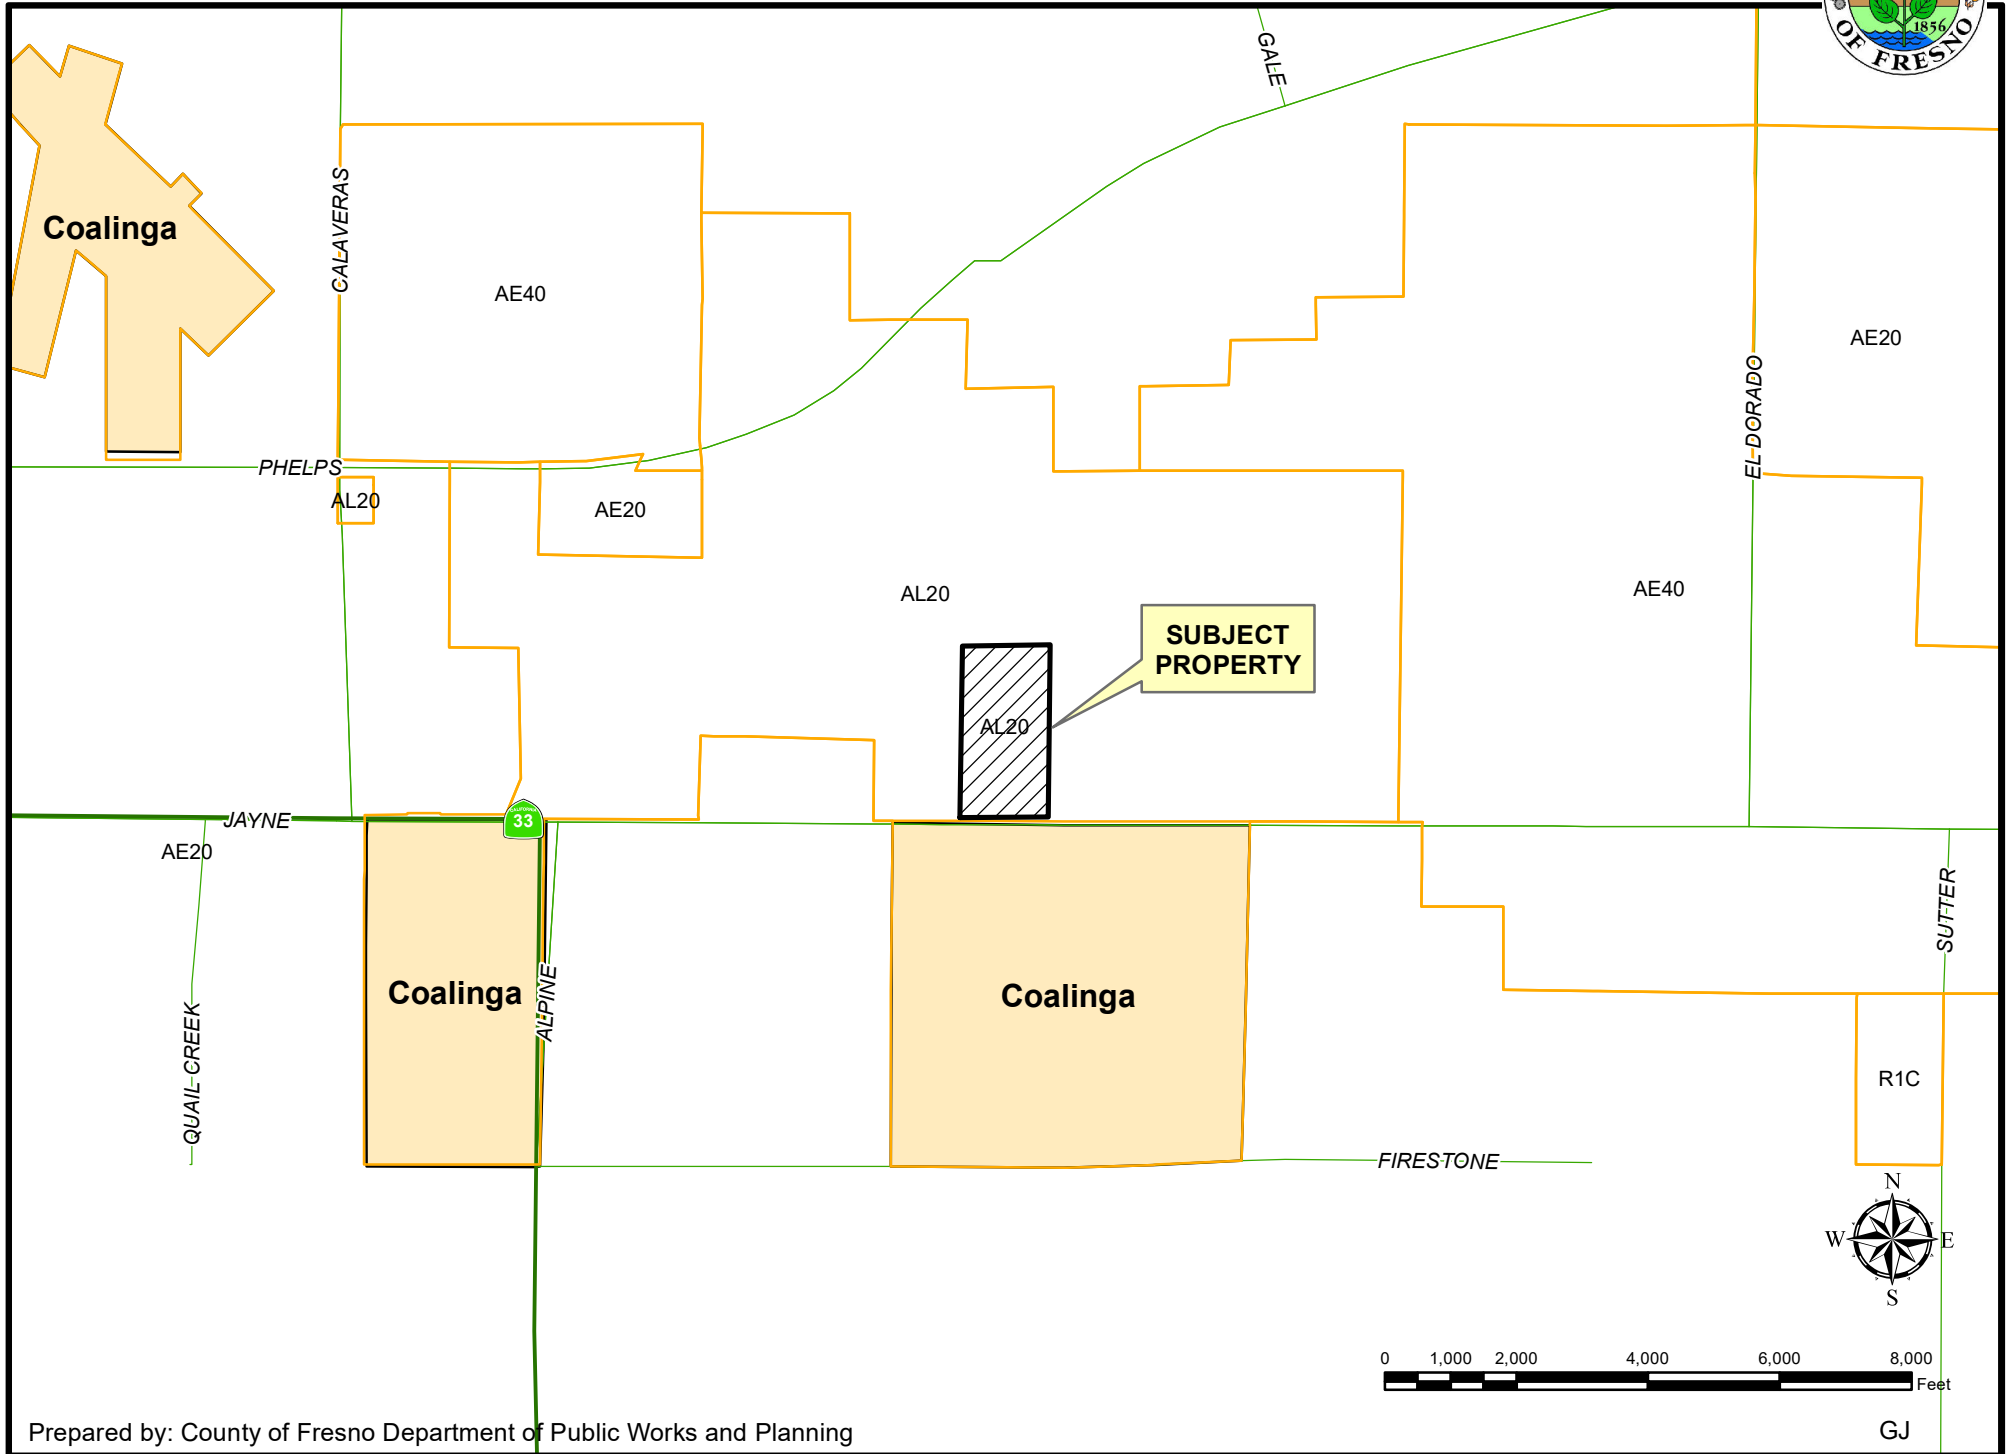 1856
OF FRESNO
GALE
CALAVERAS
Coalinga
AE40
AE20
EL DORADO
PHELPS
AL20
AE20
AL20
AE40
SUBJECT
PROPERTY
AL20
JAYNE
CALIFORNIA
33
AE20
SUTTER
Coalinga
ALPINE
Coalinga
QUAIL CREEK
R1C
FIRESTONE
N
W
E
S
0 1,000 2,000 4,000 6,000 8,000
Feet
Prepared by: County of Fresno Department of Public Works and Planning
GJ